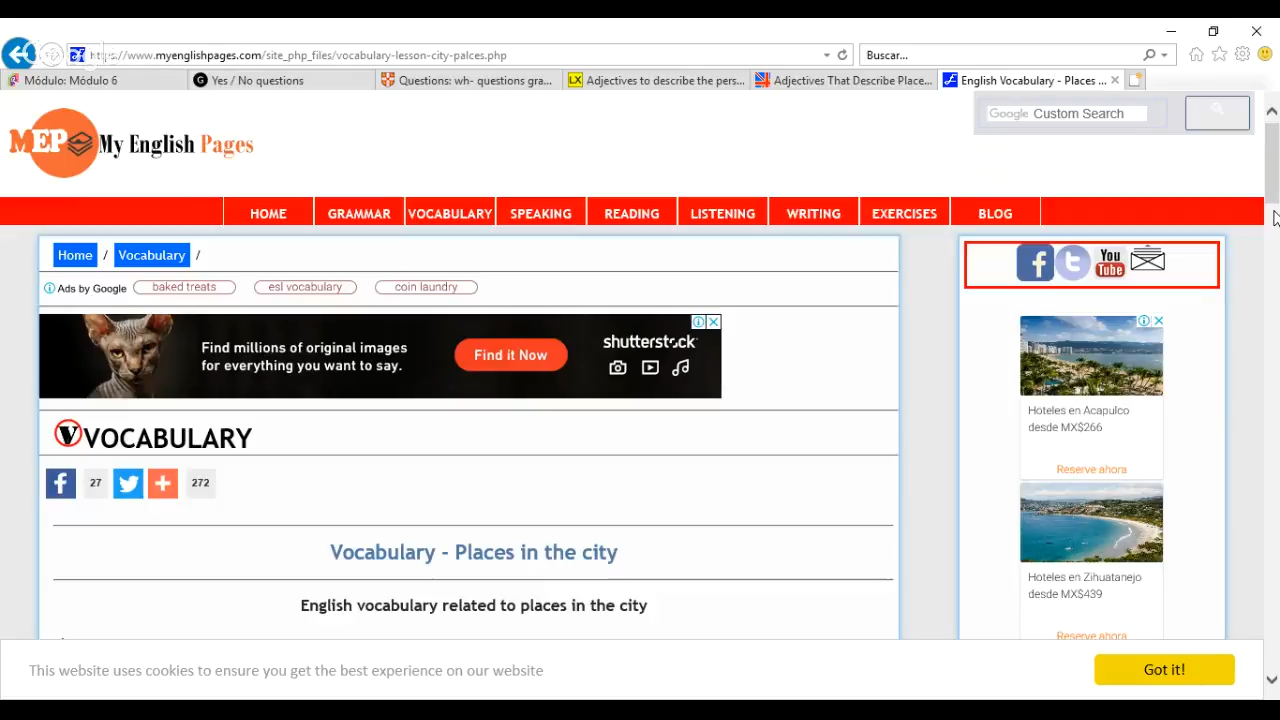 https://www.myenglishpages.com/site_php_files/vocabulary-lesson-city-palces.php
Buscar...
Módulo: Módulo 6
Yes / No questions
Questions: wh- questions gra...
LX
Adjectives to describe the pers...
Adjectives That Describe Place...
English Vocabulary - Places ...
MEP My English Pages
Google Custom Search
HOME
GRAMMAR
VOCABULARY
SPEAKING
READING
LISTENING
WRITING
EXERCISES
BLOG
Home / Vocabulary /
You
Tube
Ads by Google
baked treats
esl vocabulary
coin laundry
Find millions of original images
for everything you want to say.
Find it Now
shutterstock
Hoteles en Acapulco
desde MX$266
Reserve ahora
VVOCABULARY
27
272
Hoteles en Zihuatanejo
desde MX$439
Reserve ahora
Vocabulary - Places in the city
English vocabulary related to places in the city
This website uses cookies to ensure you get the best experience on our website
Got it!